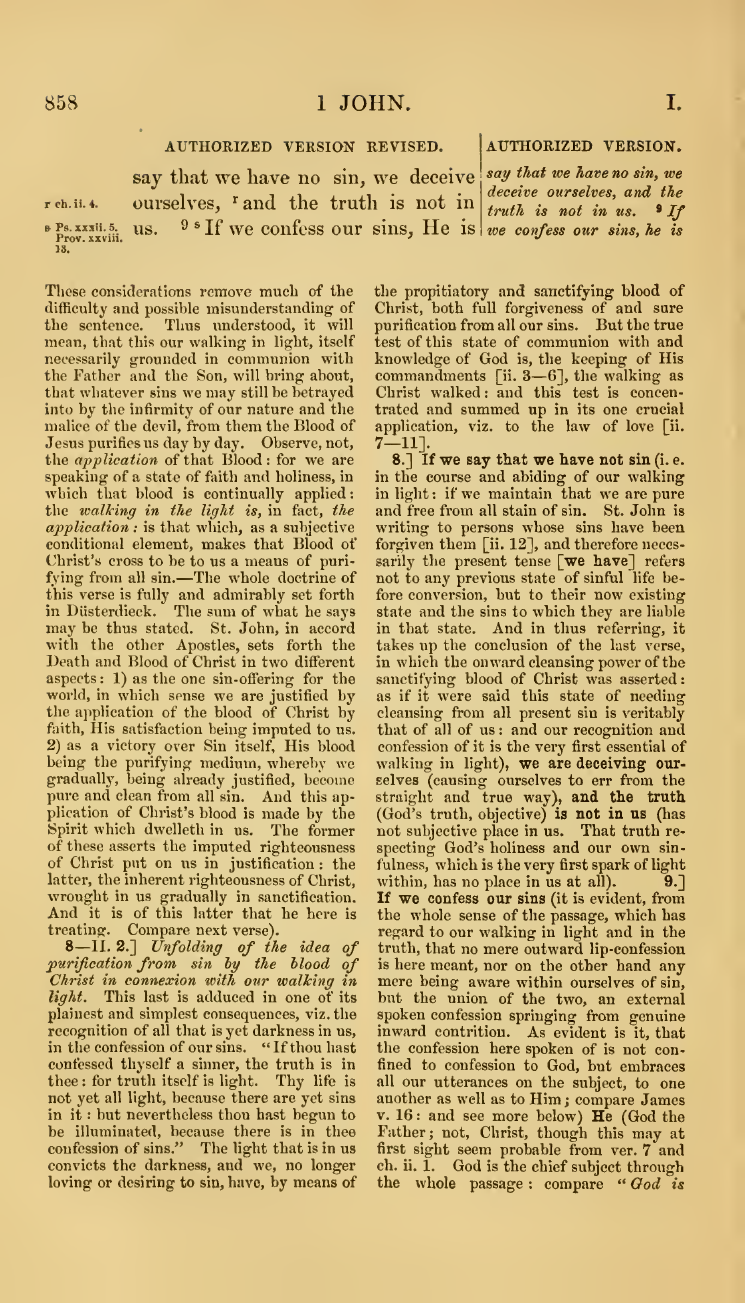 858
1 JOHN.
I.
AUTHORIZED VERSION REVISED.
say that we have no sin, we deceive
r ch. ii. 4.
ourselves, r and the truth is not in
s Ps. xxxii. 5.
Prov. xxviii.
13.
us. 9 s If we confess our sins, He is
AUTHORIZED VERSION.
say that we have no sin, we
deceive ourselves, and the
truth is not in us. 9 If
we confess our sins, he is
These considerations remove much of the
difficulty and possible misunderstanding of
the sentence. Thus understood, it will
mean, that this our walking in light, itself
necessarily grounded in communion with
the Father and the Son, will bring about,
that whatever sins we may still be betrayed
into by the infirmity of our nature and the
malice of the devil, from them the Blood of
Jesus purifies us day by day. Observe, not,
the application of that Blood : for we are
speaking of a state of faith and holiness, in
which that blood is continually applied :
the walking in the light is, in fact, the
application : is that which, as a subjective
conditional element, makes that Blood of
Christ's cross to be to us a means of puri-
fying from all sin.—The whole doctrine of
this verse is fully and admirably set forth
in Düsterdieck. The sum of what he says
may be thus stated. St. John, in accord
with the other Apostles, sets forth the
Death and Blood of Christ in two different
aspects : 1) as the one sin-offering for the
world, in which sense we are justified by
the application of the blood of Christ by
faith, His satisfaction being imputed to us.
2) as a victory over Sin itself, His blood
being the purifying medium, whereby we
gradually, being already justified, become
pure and clean from all sin. And this ap-
plication of Christ's blood is made by the
Spirit which dwelleth in us. The former
of these asserts the imputed righteousness
of Christ put on us in justification : the
latter, the inherent righteousness of Christ,
wrought in us gradually in sanctification.
And it is of this latter that he here is
treating. Compare next verse).
8—II. 2.] Unfolding of the idea of
purification from sin by the blood of
Christ in connexion with our walking in
light. This last is adduced in one of its
plainest and simplest consequences, viz. the
recognition of all that is yet darkness in us,
in the confession of our sins. "If thou hast
confessed thyself a sinner, the truth is in
thee : for truth itself is light. Thy life is
not yet all light, because there are yet sins
in it : but nevertheless thou hast begun to
be illuminated, because there is in thee
confession of sins." The light that is in us
convicts the darkness, and we, no longer
loving or desiring to sin, have, by means of
the propitiatory and sanctifying blood of
Christ, both full forgiveness of and sure
purification from all our sins. But the true
test of this state of communion with and
knowledge of God is, the keeping of His
commandments [ii. 3—6], the walking as
Christ walked : and this test is concen-
trated and summed up in its one crucial
application, viz. to the law of love [ii.
7—11].
8.] If we say that we have not sin (i. e.
in the course and abiding of our walking
in light : if we maintain that we are pure
and free from all stain of sin. St. John is
writing to persons whose sins have been
forgiven them [ii. 12], and therefore neces-
sarily the present tense [we have] refers
not to any previous state of sinful life be-
fore conversion, but to their now existing
state and the sins to which they are liable
in that state. And in thus referring, it
takes up the conclusion of the last verse,
in which the onward cleansing power of the
sanctifying blood of Christ was asserted :
as if it were said this state of needing
cleansing from all present sin is veritably
that of all of us : and our recognition and
confession of it is the very first essential of
walking in light), we are deceiving our-
selves (causing ourselves to err from the
straight and true way), and the truth
(God's truth, objective) is not in us (has
not subjective place in us. That truth re-
specting God's holiness and our own sin-
fulness, which is the very first spark of light
within, has no place in us at all). 9.]
If we confess our sins (it is evident, from
the whole sense of the passage, which has
regard to our walking in light and in the
truth, that no mere outward lip-confession
is here meant, nor on the other hand any
mere being aware within ourselves of sin,
but the union of the two, an external
spoken confession springing from genuine
inward contrition. As evident is it, that
the confession here spoken of is not con-
fined to confession to God, but embraces
all our utterances on the subject, to one
another as well as to Him ; compare James
v. 16 : and see more below) He (God the
Father ; not, Christ, though this may at
first sight seem probable from ver. 7 and
ch. ii. 1. God is the chief subject through
the whole passage : compare "God is